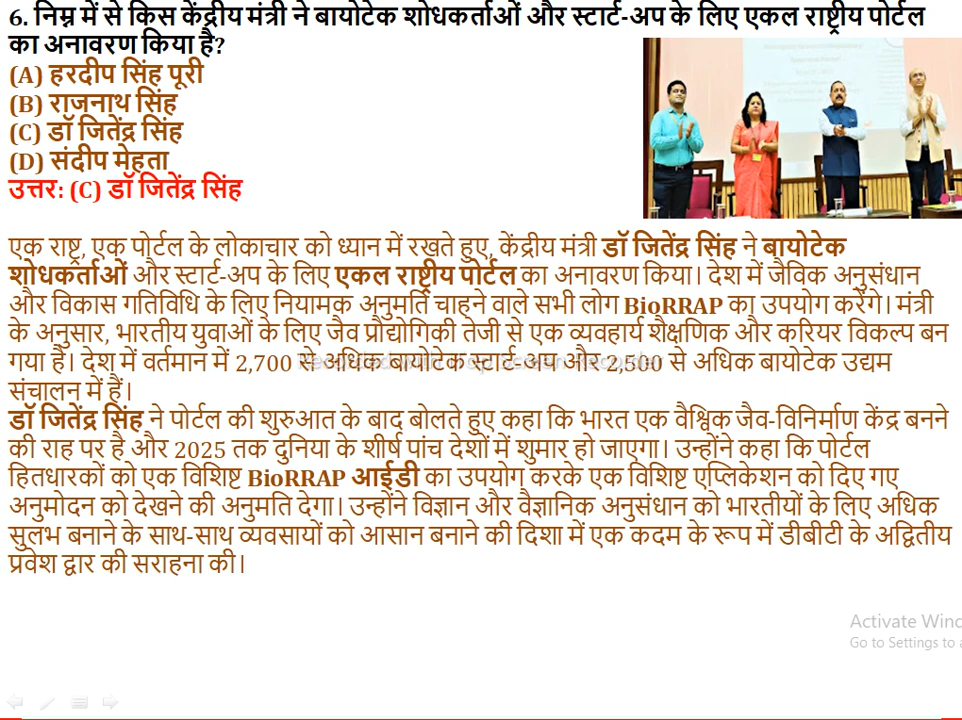 6. निम्न में से किस केंद्रीय मंत्री ने बायोटेक शोधकर्ताओं और स्टार्ट-अप के लिए एकल राष्ट्रीय पोर्टल
का अनावरण किया है?
(A) हरदीप सिंह पूरी
(B) राजनाथ सिंह
(C) डॉ जितेंद्र सिंह
(D) संदीप मेहता
उत्तर: (C) डॉ जितेंद्र सिंह
एक राष्ट्र, एक पोर्टल के लोकाचार को ध्यान में रखते हुए, केंद्रीय मंत्री डॉ जितेंद्र सिंह ने बायोटेक
शोधकर्ताओं और स्टार्ट-अप के लिए एकल राष्ट्रीय पोर्टल का अनावरण किया। देश में जैविक अनुसंधान
और विकास गतिविधि के लिए नियामक अनुमति चाहने वाले सभी लोग BioRRAP का उपयोग करेंगे। मंत्री
के अनुसार, भारतीय युवाओं के लिए जैव प्रौद्योगिकी तेजी से एक व्यवहार्य शैक्षणिक और करियर विकल्प बन
गया है। देश में वर्तमान में 2,700 से अधिक बायोटेक स्टार्ट-अप और 2,500 से अधिक बायोटेक उद्यम
संचालन में हैं।
डॉ जितेंद्र सिंह ने पोर्टल की शुरुआत के बाद बोलते हुए कहा कि भारत एक वैश्विक जैव-विनिर्माण केंद्र बनने
की राह पर है और 2025 तक दुनिया के शीर्ष पांच देशों में शुमार हो जाएगा। उन्होंने कहा कि पोर्टल
हितधारकों को एक विशिष्ट BioRRAP आईडी का उपयोग करके एक विशिष्ट एप्लिकेशन को दिए गए
अनुमोदन को देखने की अनुमति देगा। उन्होंने विज्ञान और वैज्ञानिक अनुसंधान को भारतीयों के लिए अधिक
सुलभ बनाने के साथ-साथ व्यवसायों को आसान बनाने की दिशा में एक कदम के रूप में डीबीटी के अद्वितीय
प्रवेश द्वार की सराहना की।
Activate Winc
Go to Settings to a